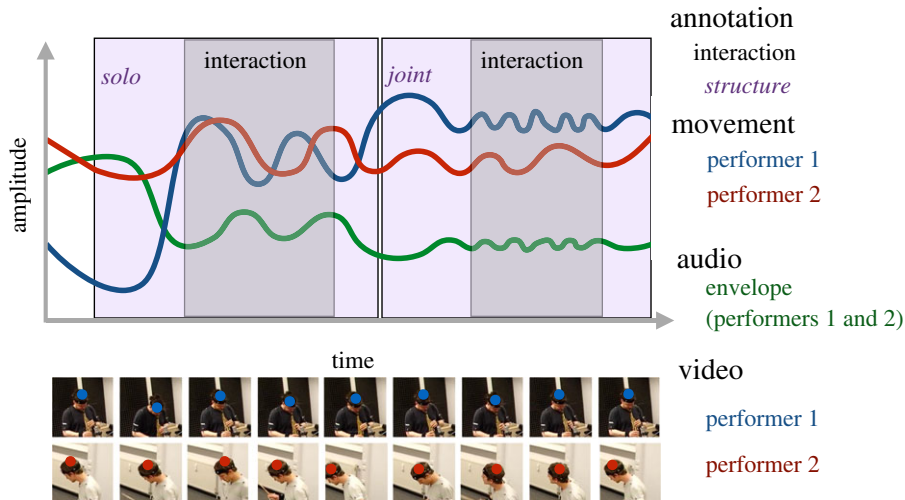 annotation
interaction
structure
solo
interaction
joint
interaction
movement
performer 1
performer 2
amplitude
audio
envelope
(performers 1 and 2)
time
video
performer 1
performer 2